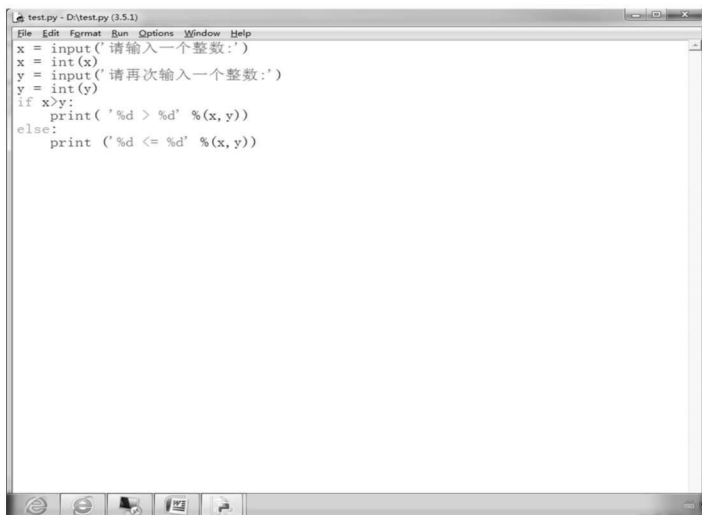 test.py - D:\test.py (3.5.1)
File Edit Format Run Options Window Help
x = input('请输入一个整数:')
x = int(x)
y = input('请再次输入一个整数:')
y = int(y)
if x>y:
    print( '%d > %d' %(x,y))
else:
    print ('%d <= %d' %(x,y))